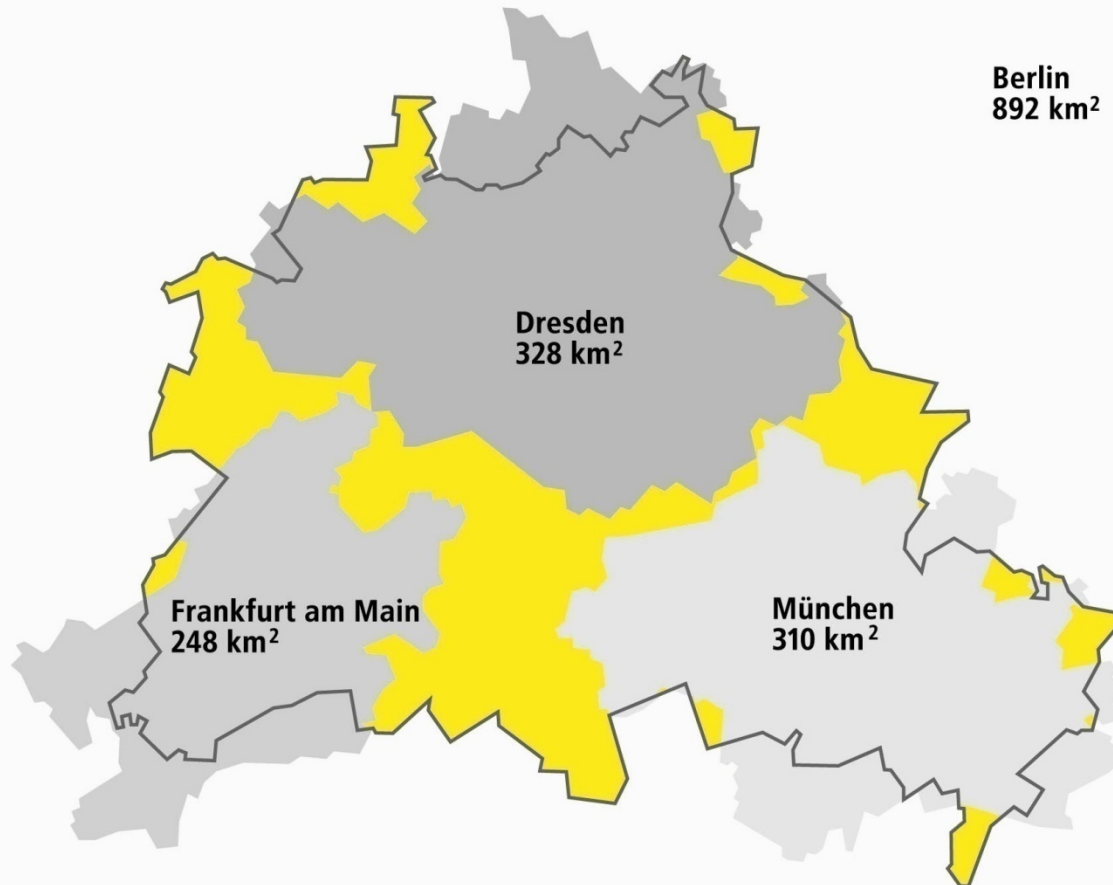 Berlin
892 km²
Dresden
328 km²
Frankfurt am Main
248 km²
München
310 km²